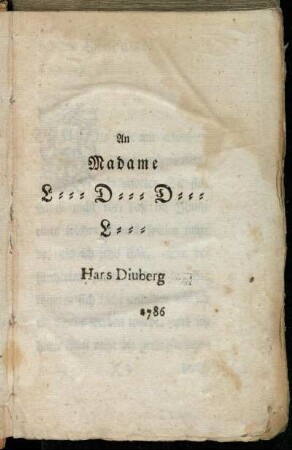 An
Madame
L--- D--- D---
L---
Hans Diuberg
1786